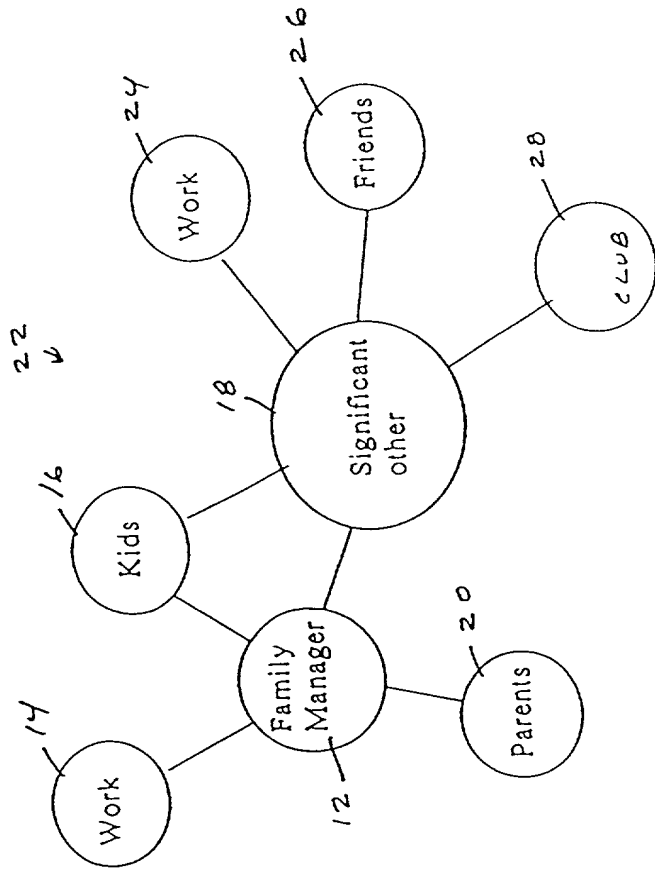 22
14
Work
16
Kids
18
24
Work
Family
Manager
12
Significant
other
26
Friends
20
Parents
28
CLUB